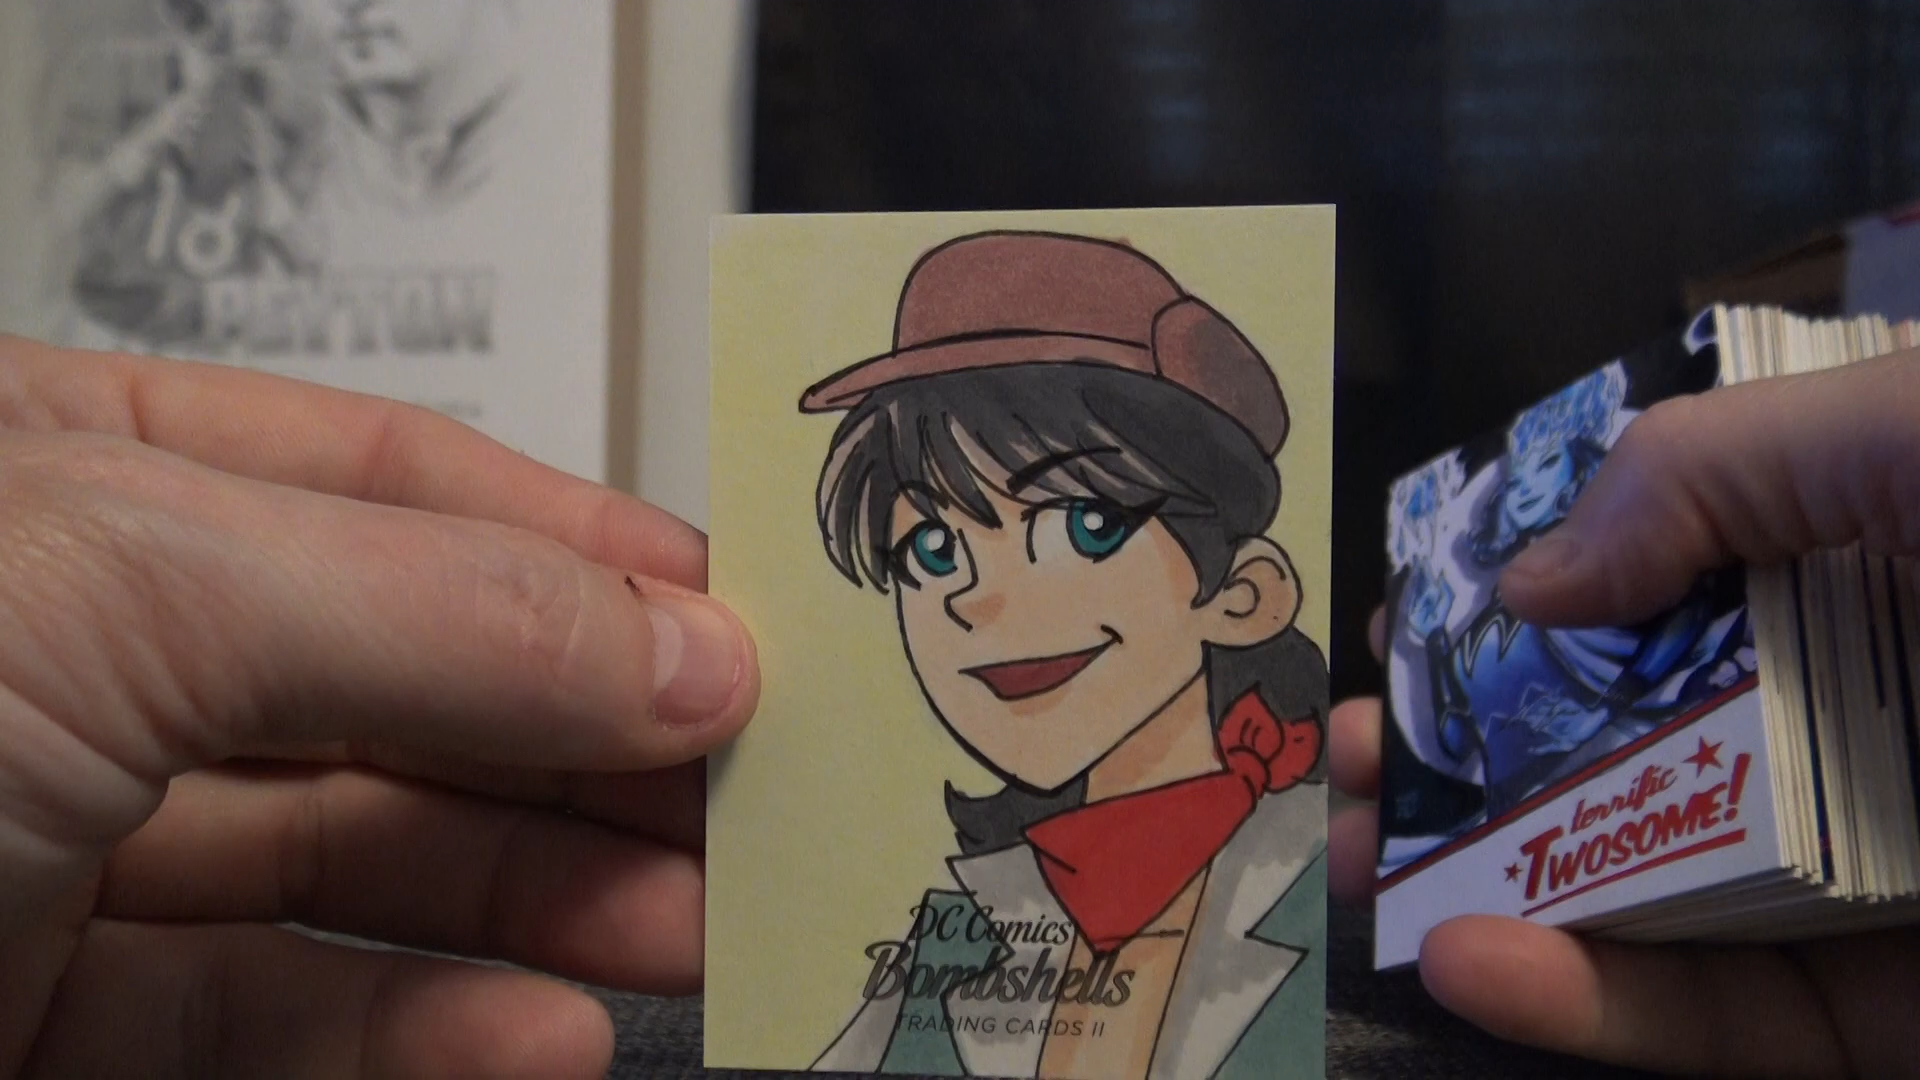 PEYTON
DC Comics
Bombshells
TRADING CARDS II
terrific
TWOSOME!